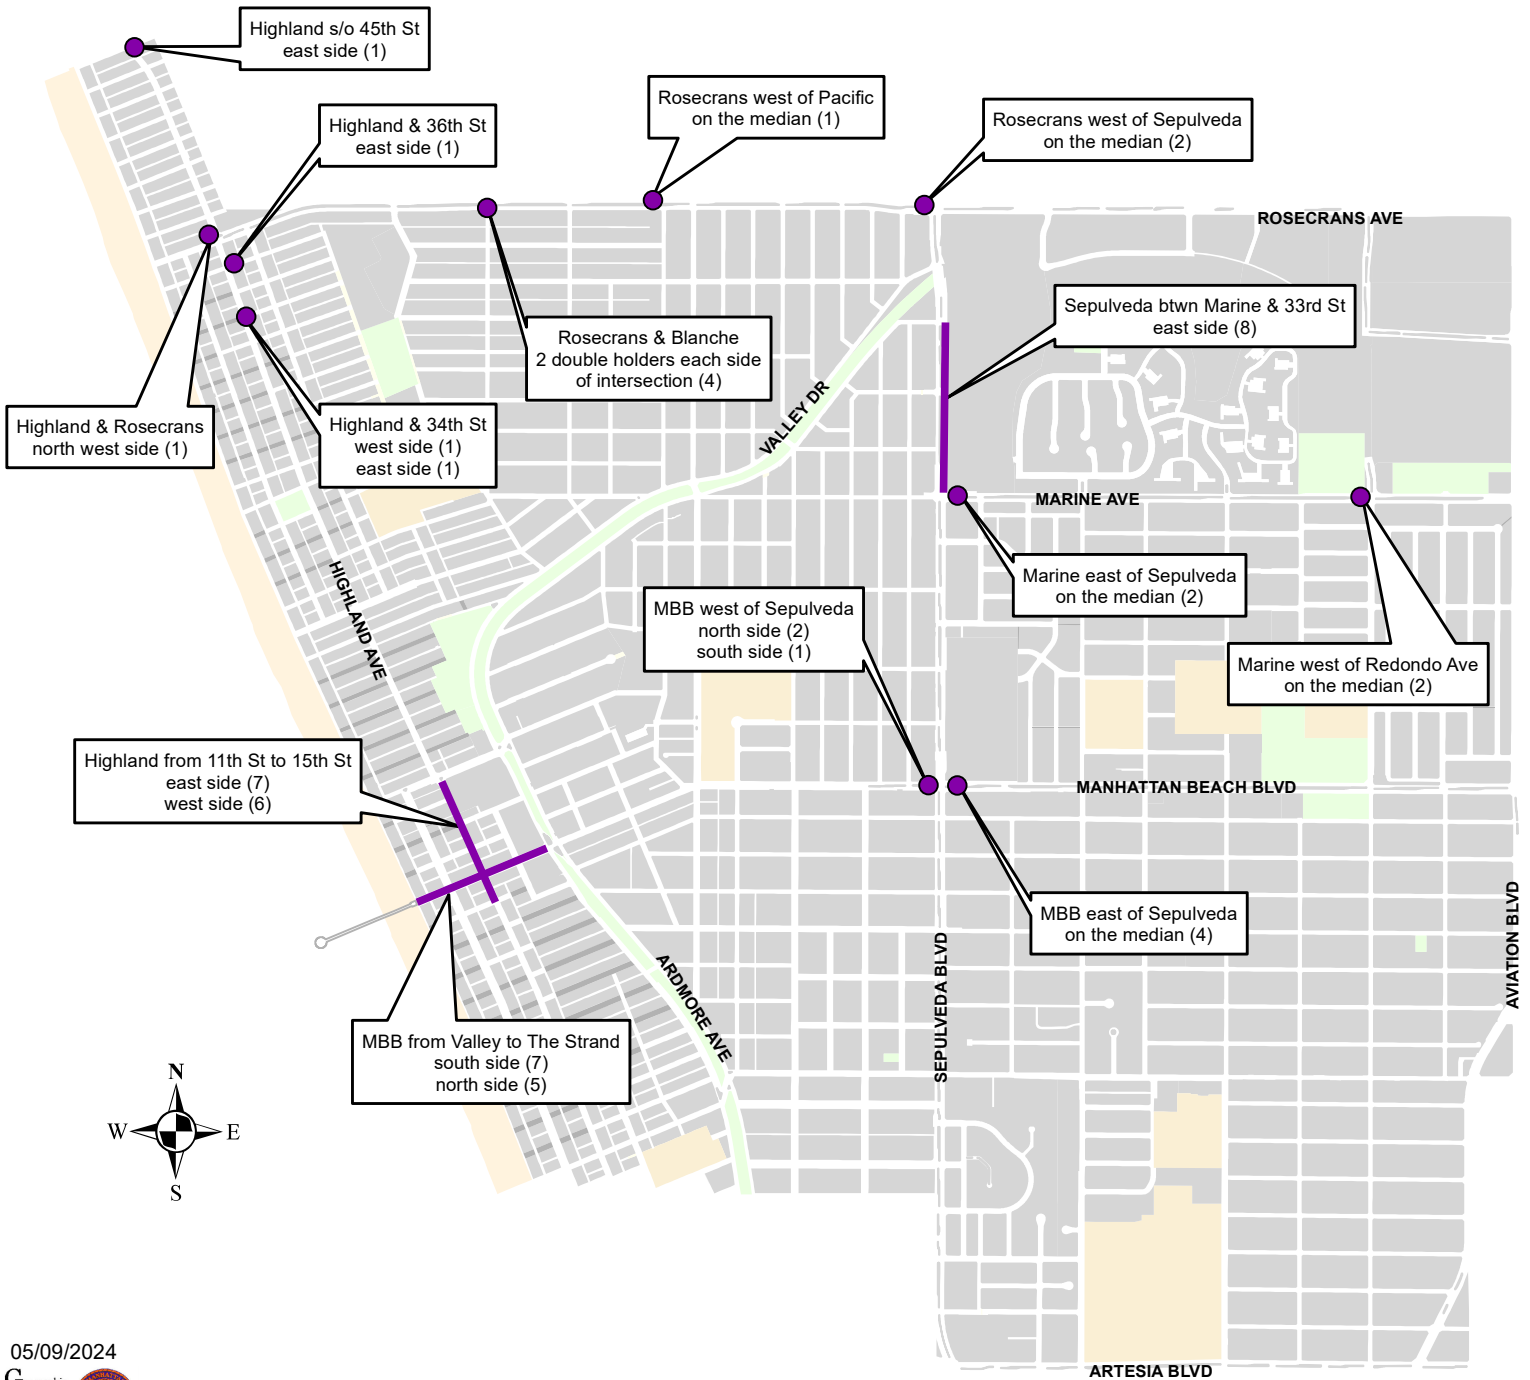 Highland s/o 45th St
east side (1)
Rosecrans west of Pacific
on the median (1)
Rosecrans west of Sepulveda
on the median (2)
Highland & 36th St
east side (1)
ROSECRANS AVE
Sepulveda btwn Marine & 33rd St
east side (8)
Rosecrans & Blanche
2 double holders each side
of intersection (4)
VALLEY DR
Highland & Rosecrans
north west side (1)
Highland & 34th St
west side (1)
east side (1)
MARINE AVE
HIGHLAND AVE
Marine east of Sepulveda
on the median (2)
MBB west of Sepulveda
north side (2)
south side (1)
Marine west of Redondo Ave
on the median (2)
Highland from 11th St to 15th St
east side (7)
west side (6)
MANHATTAN BEACH BLVD
MBB east of Sepulveda
on the median (4)
AVIATION BLVD
SEPULVEDA BLVD
ARDMORE AVE
MBB from Valley to The Strand
south side (7)
north side (5)
N
W
E
S
05/09/2024
ARTESIA BLVD